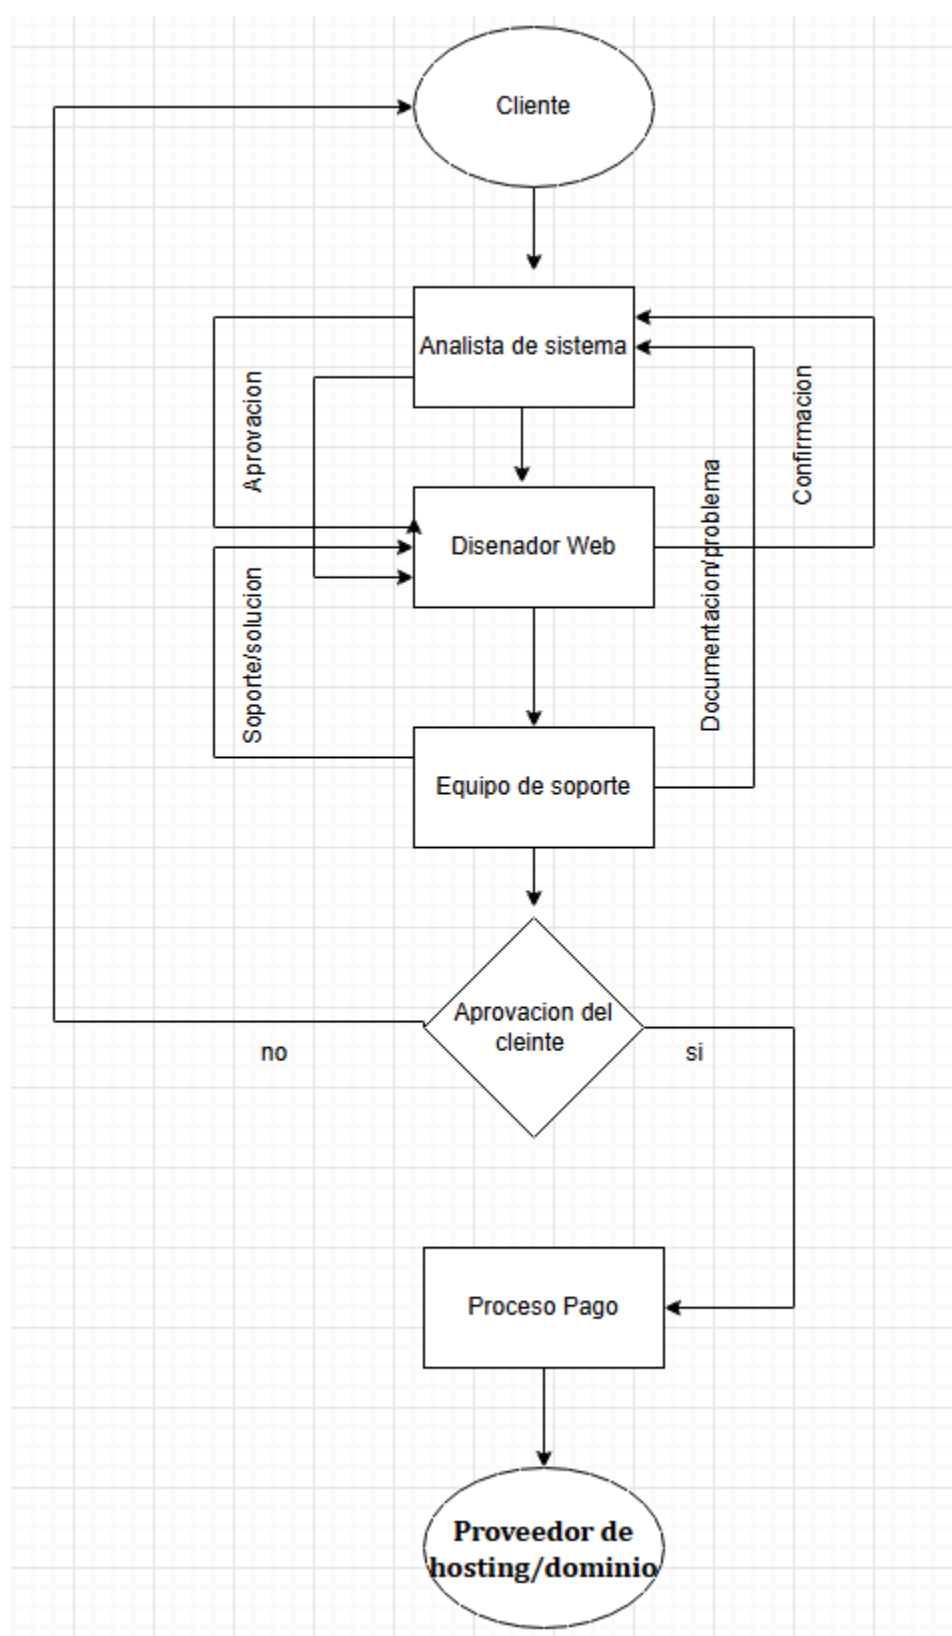 Cliente
Analista de sistema
Aprovacion
Confirmacion
Disenador Web
Documentacion/problema
Soporte/solucion
Equipo de soporte
Aprovacion del
cleinte
no
si
Proceso Pago
Proveedor de
hosting/dominio